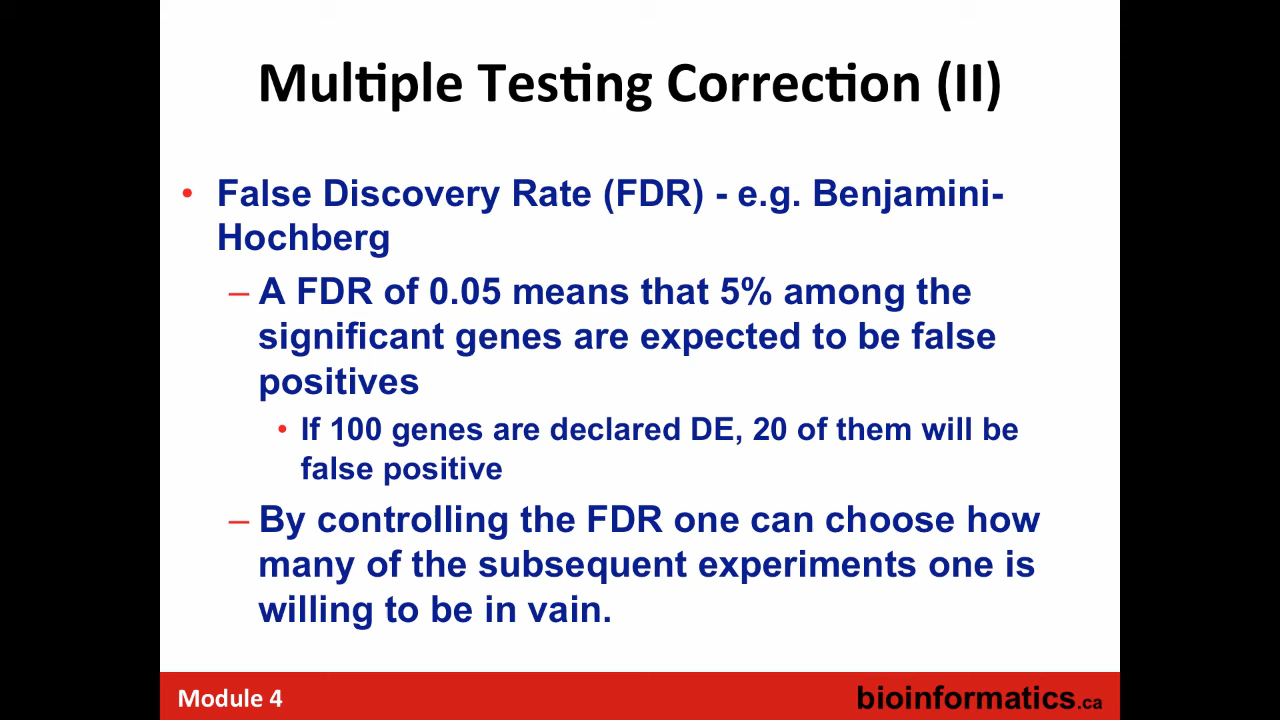 Multiple Testing Correction (II)
• False Discovery Rate (FDR) - e.g. Benjamini-
Hochberg
– A FDR of 0.05 means that 5% among the
significant genes are expected to be false
positives
• If 100 genes are declared DE, 20 of them will be
false positive
– By controlling the FDR one can choose how
many of the subsequent experiments one is
willing to be in vain.
Module 4
bioinformatics.ca